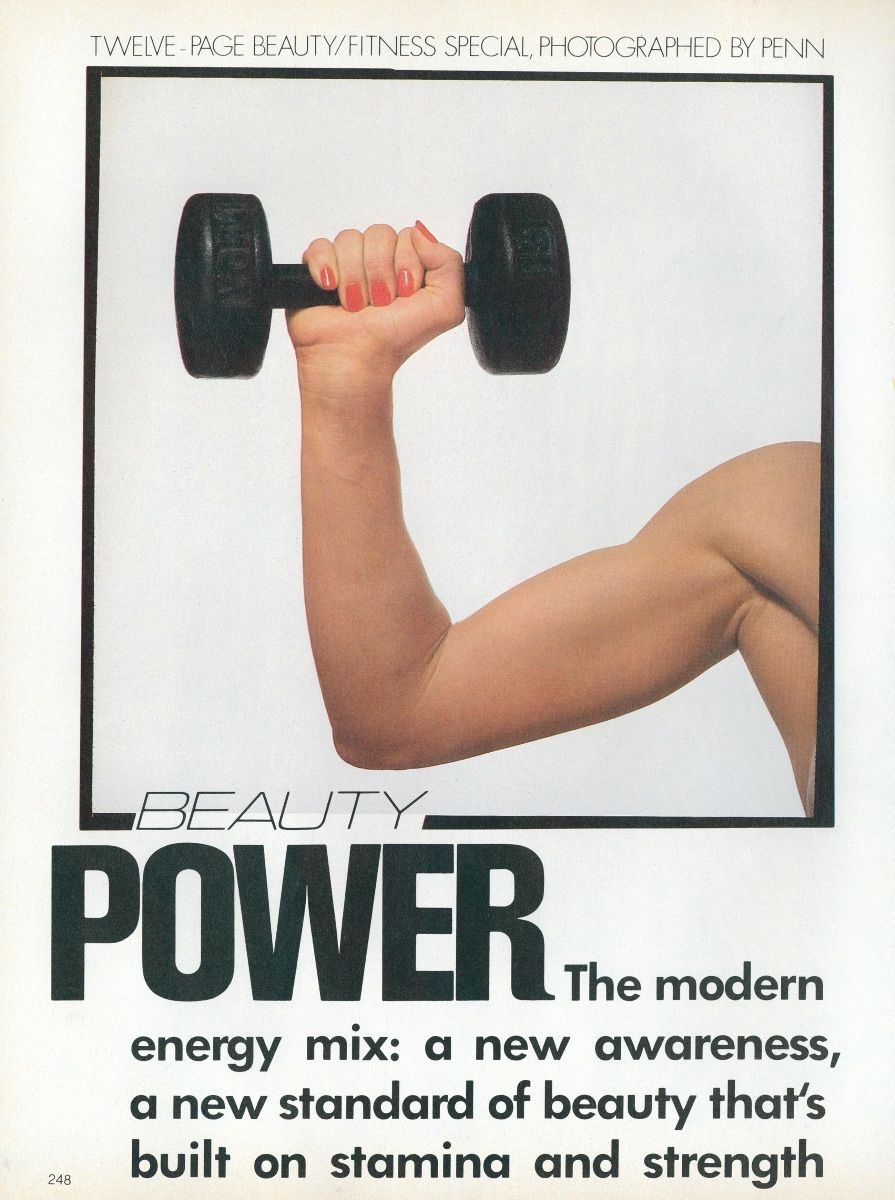 TWELVE-PAGE BEAUTY/FITNESS SPECIAL, PHOTOGRAPHED BY PENN
BEAUTY
POWER The modern
energy mix: a new awareness,
a new standard of beauty that's
built on stamina and strength
248